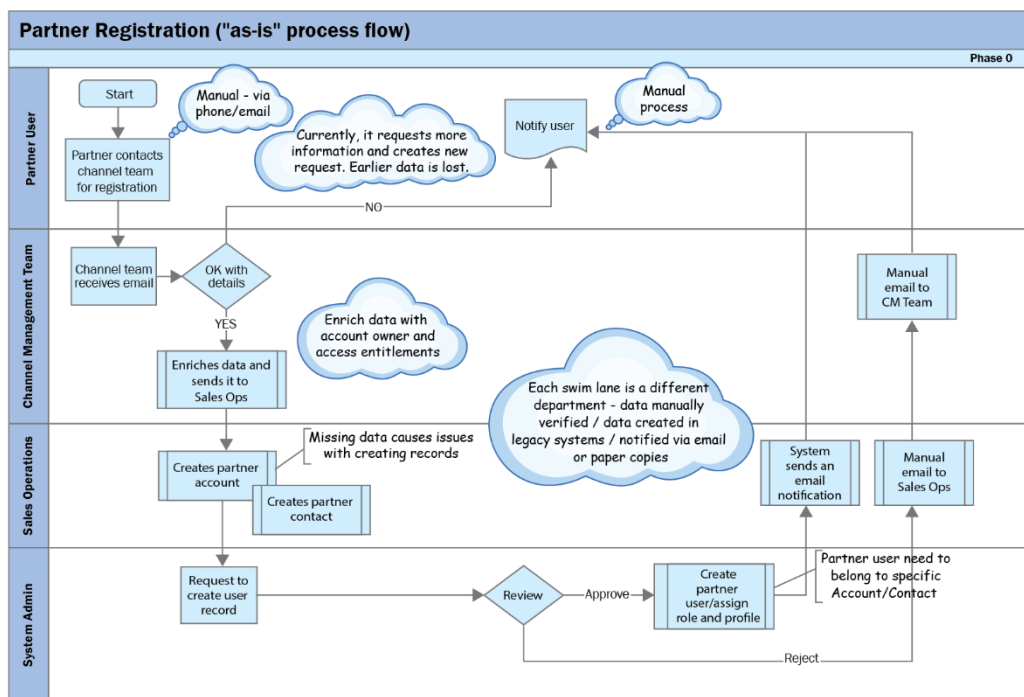 Partner Registration ("as-is" process flow)
Phase 0
Partner User
Start
Manual - via
phone/email
Partner contacts
channel team
for registration
Currently, it requests more
information and creates new
request. Earlier data is lost.
Notify user
Manual
process
NO
Channel Management Team
Channel team
receives email
OK with
details
YES
Enriches data and
sends it to
Sales Ops
Enrich data with
account owner and
access entitlements
Each swim lane is a different
department - data manually
verified / data created in
legacy systems / notified via email
or paper copies
Manual
email to
CM Team
Sales Operations
Creates partner
account
Missing data causes issues
with creating records
Creates partner
contact
System
sends an
email
notification
Manual
email to
Sales Ops
System Admin
Request to
create user
record
Review
Approve
Create
partner
user/assign
role and profile
Partner user need to
belong to specific
Account/Contact
Reject